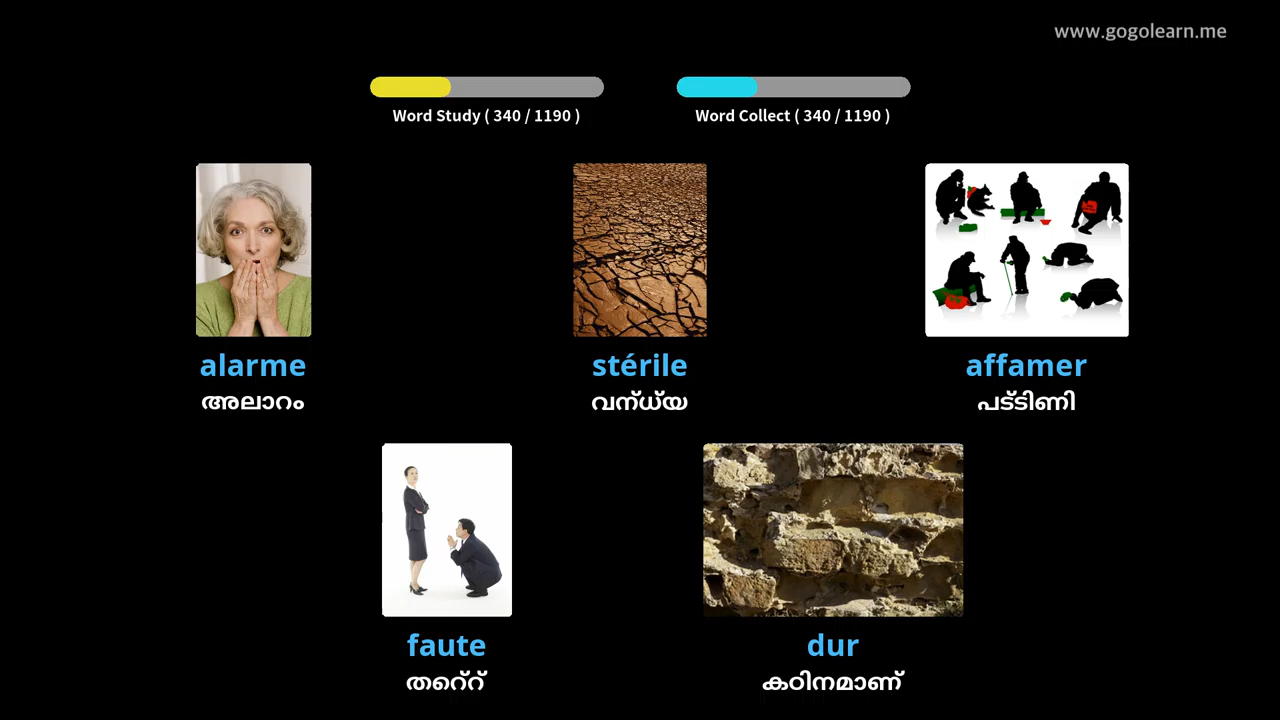 www.gogolearn.me
Word Study ( 340 / 1190 )
Word Collect ( 340 / 1190 )
alarme
അലാറം
stérile
വന്ധ്യ
affamer
പട്ടിണി
faute
തറ്റെ്
dur
കഠിനമാണ്